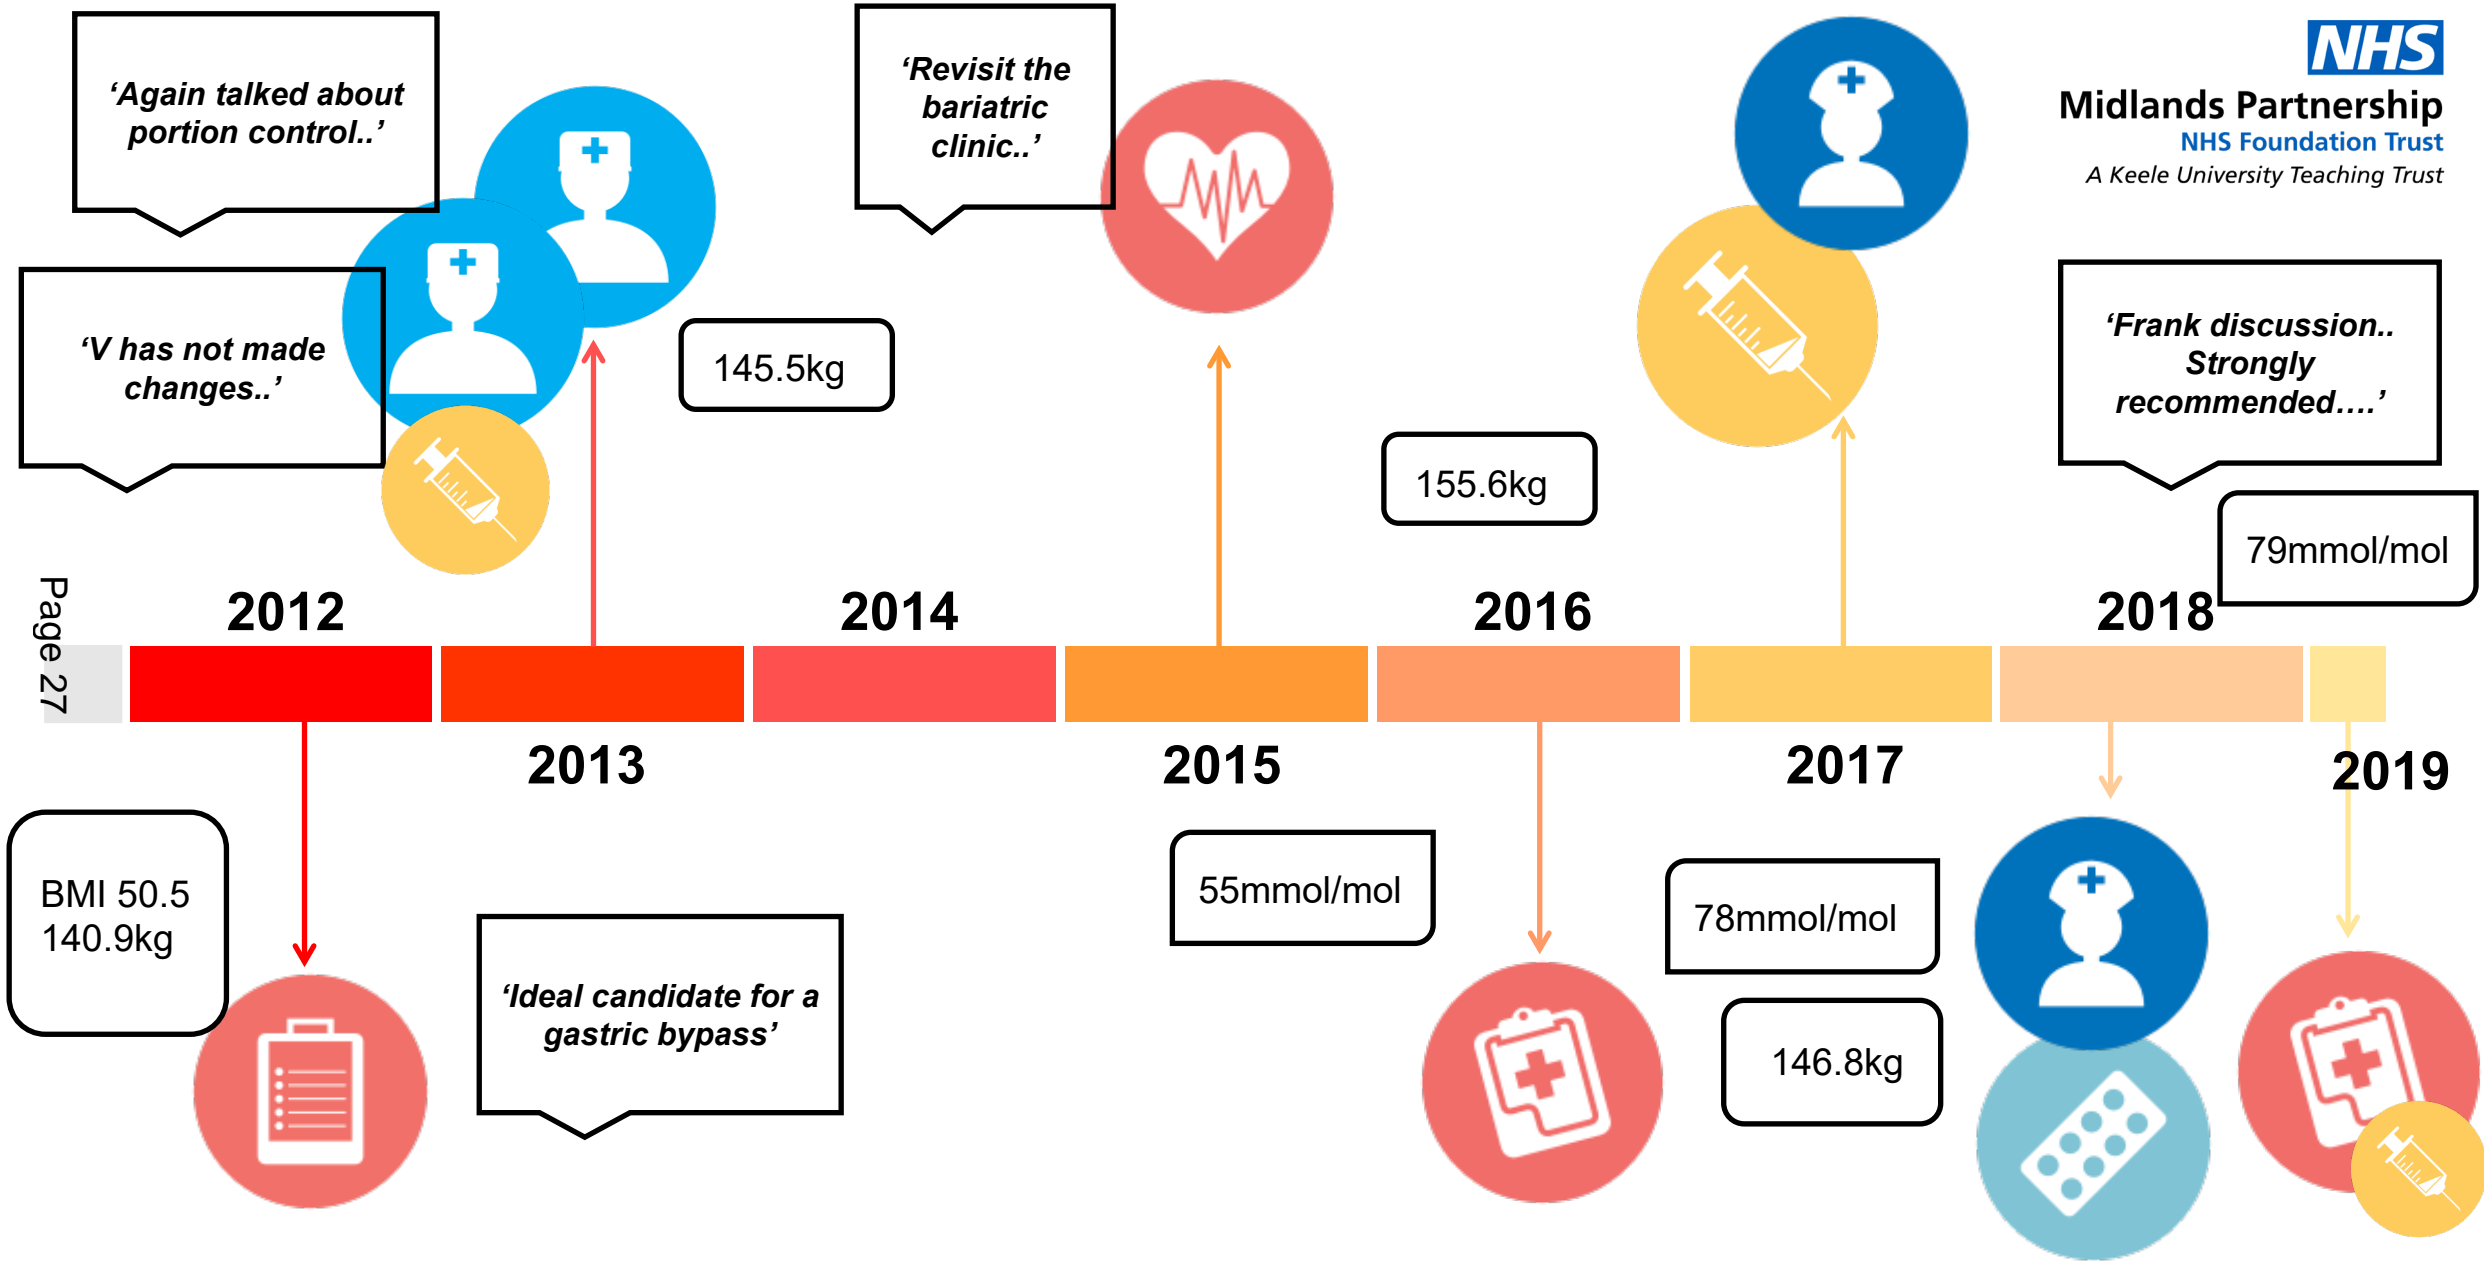 ‘Again talked about
portion control..’
‘Revisit the
bariatric
clinic..’
NHS
Midlands Partnership
NHS Foundation Trust
A Keele University Teaching Trust
‘V has not made
changes..’
145.5kg
‘Frank discussion..
Strongly
recommended….’
155.6kg
79mmol/mol
Page 27
2012
2014
2016
2018
2013
2015
2017
2019
BMI 50.5
140.9kg
‘Ideal candidate for a
gastric bypass’
55mmol/mol
78mmol/mol
146.8kg